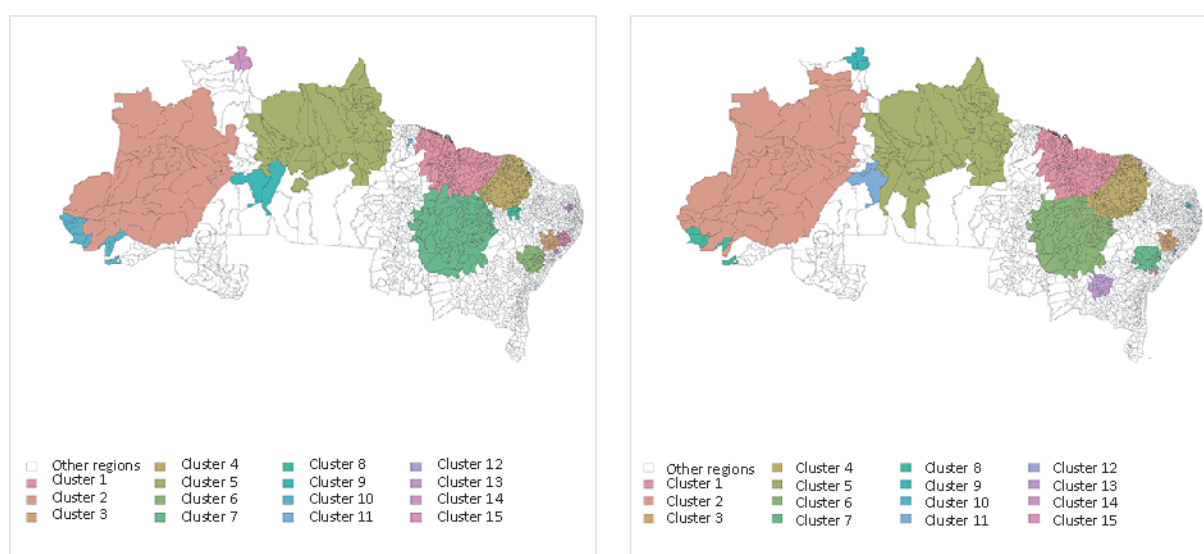 Other regions
Cluster 1
Cluster 2
Cluster 3
Cluster 4
Cluster 5
Cluster 6
Cluster 7
Cluster 8
Cluster 9
Cluster 10
Cluster 11
Cluster 12
Cluster 13
Cluster 14
Cluster 15
Other regions
Cluster 1
Cluster 2
Cluster 3
Cluster 4
Cluster 5
Cluster 6
Cluster 7
Cluster 8
Cluster 9
Cluster 10
Cluster 11
Cluster 12
Cluster 13
Cluster 14
Cluster 15